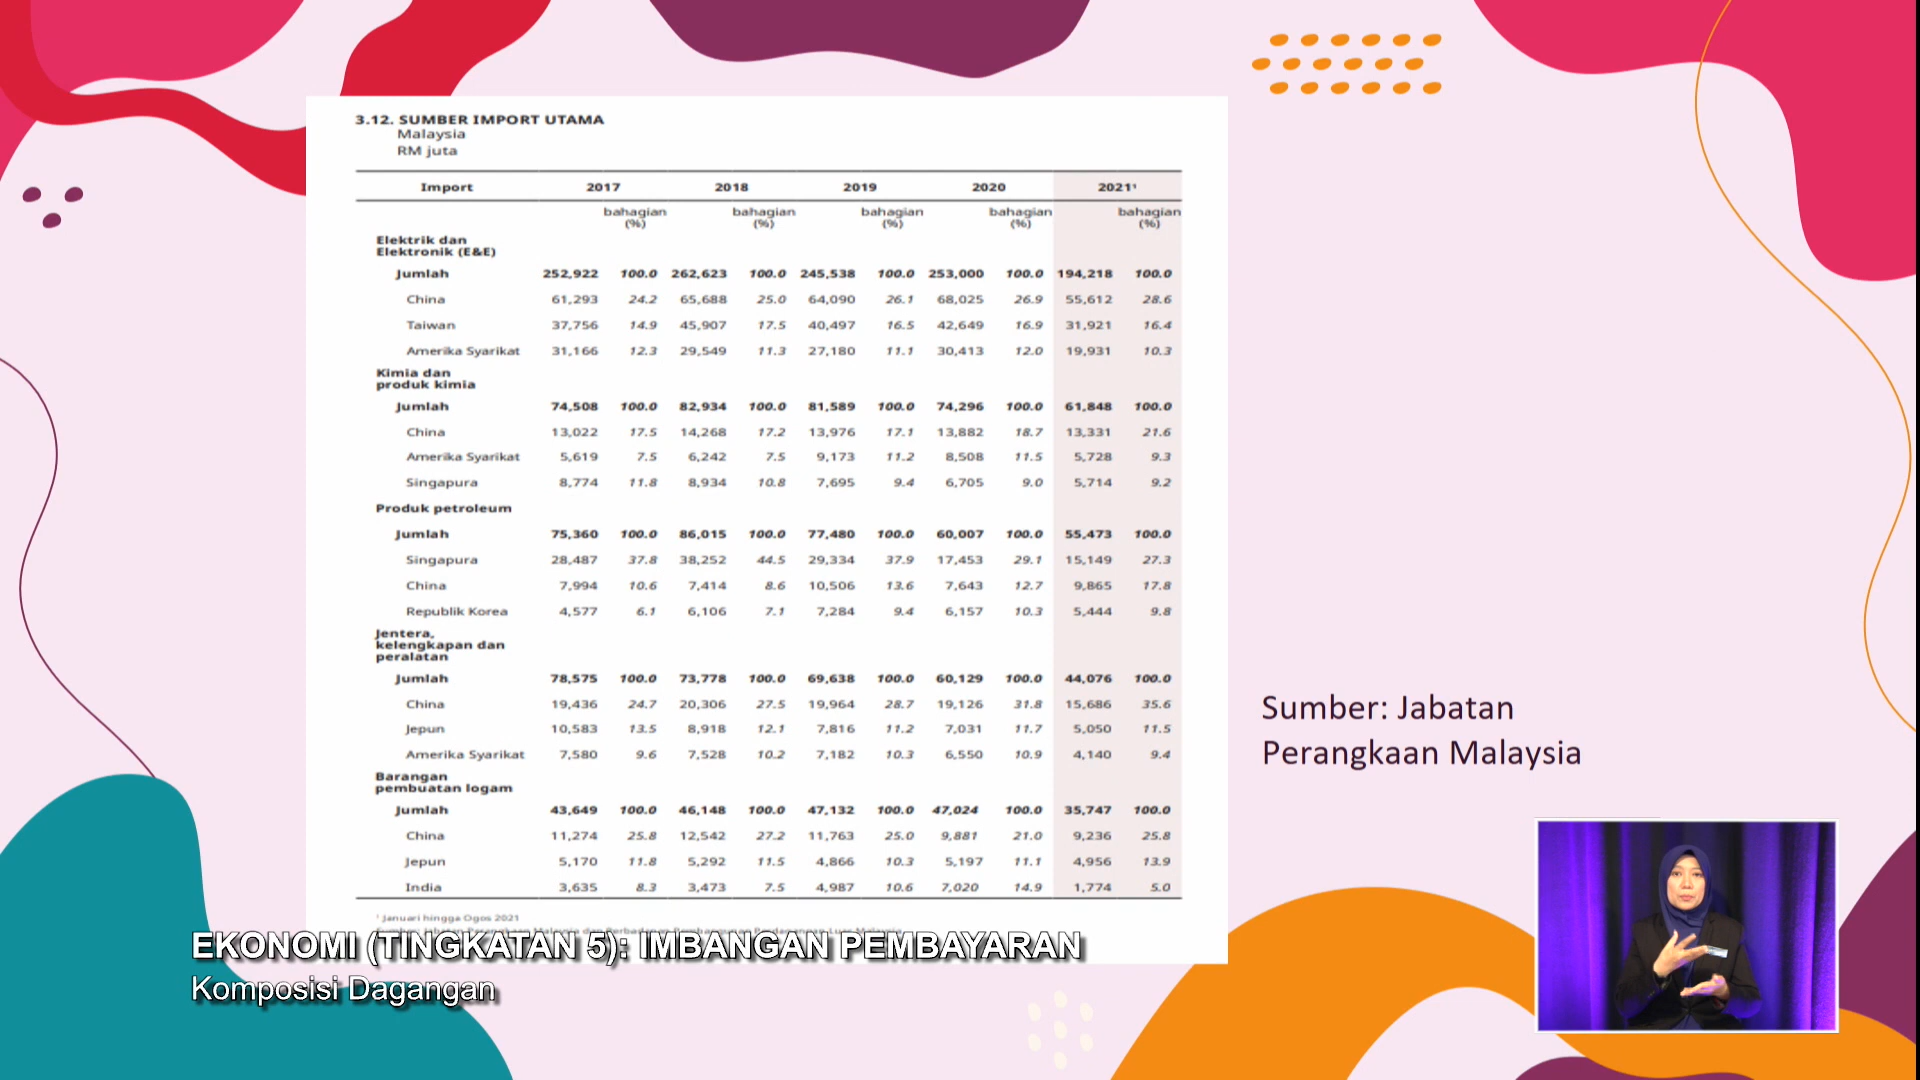 3.12. SUMBER IMPORT UTAMA
Malaysia
RM juta
Import 2017 2018 2019 2020 2021¹
bahagian (%) bahagian (%) bahagian (%) bahagian (%) bahagian (%)
Elektrik dan
Elektronik (E&E)
Jumlah 252,922 100.0 262,623 100.0 245,538 100.0 253,000 100.0 194,218 100.0
China 61,293 24.2 65,688 25.0 64,090 26.1 68,025 26.9 55,612 28.6
Taiwan 37,756 14.9 45,907 17.5 40,497 16.5 42,649 16.9 31,921 16.4
Amerika Syarikat 31,166 12.3 29,549 11.3 27,180 11.1 30,413 12.0 19,931 10.3
Kimia dan
produk kimia
Jumlah 74,508 100.0 82,934 100.0 81,589 100.0 74,296 100.0 61,848 100.0
China 13,022 17.5 14,268 17.2 13,976 17.1 13,882 18.7 13,331 21.6
Amerika Syarikat 5,619 7.5 6,242 7.5 9,173 11.2 8,508 11.5 5,728 9.3
Singapura 8,774 11.8 8,934 10.8 7,695 9.4 6,705 9.0 5,714 9.2
Produk petroleum
Jumlah 75,360 100.0 86,015 100.0 77,480 100.0 60,007 100.0 55,473 100.0
Singapura 28,487 37.8 38,252 44.5 29,334 37.9 17,453 29.1 15,149 27.3
China 7,994 10.6 7,414 8.6 10,506 13.6 7,643 12.7 9,865 17.8
Republik Korea 4,577 6.1 6,106 7.1 7,284 9.4 6,157 10.3 5,444 9.8
Jentera,
kelengkapan dan
peralatan
Jumlah 78,575 100.0 73,778 100.0 69,638 100.0 60,129 100.0 44,076 100.0
China 19,436 24.7 20,306 27.5 19,964 28.7 19,126 31.8 15,686 35.6
Jepun 10,583 13.5 8,918 12.1 7,816 11.2 7,031 11.7 5,050 11.5
Amerika Syarikat 7,580 9.6 7,528 10.2 7,182 10.3 6,550 10.9 4,140 9.4
Barangan
pembuatan logam
Jumlah 43,649 100.0 46,148 100.0 47,132 100.0 47,024 100.0 35,747 100.0
China 11,274 25.8 12,542 27.2 11,763 25.0 9,881 21.0 9,236 25.8
Jepun 5,170 11.8 5,292 11.5 4,866 10.3 5,197 11.1 4,956 13.9
India 3,635 8.3 3,473 7.5 4,987 10.6 7,020 14.9 1,774 5.0
¹ Januari hingga Ogos 2021
Sumber: Jabatan
Perangkaan Malaysia
EKONOMI (TINGKATAN 5): IMBANGAN PEMBAYARAN
Komposisi Dagangan